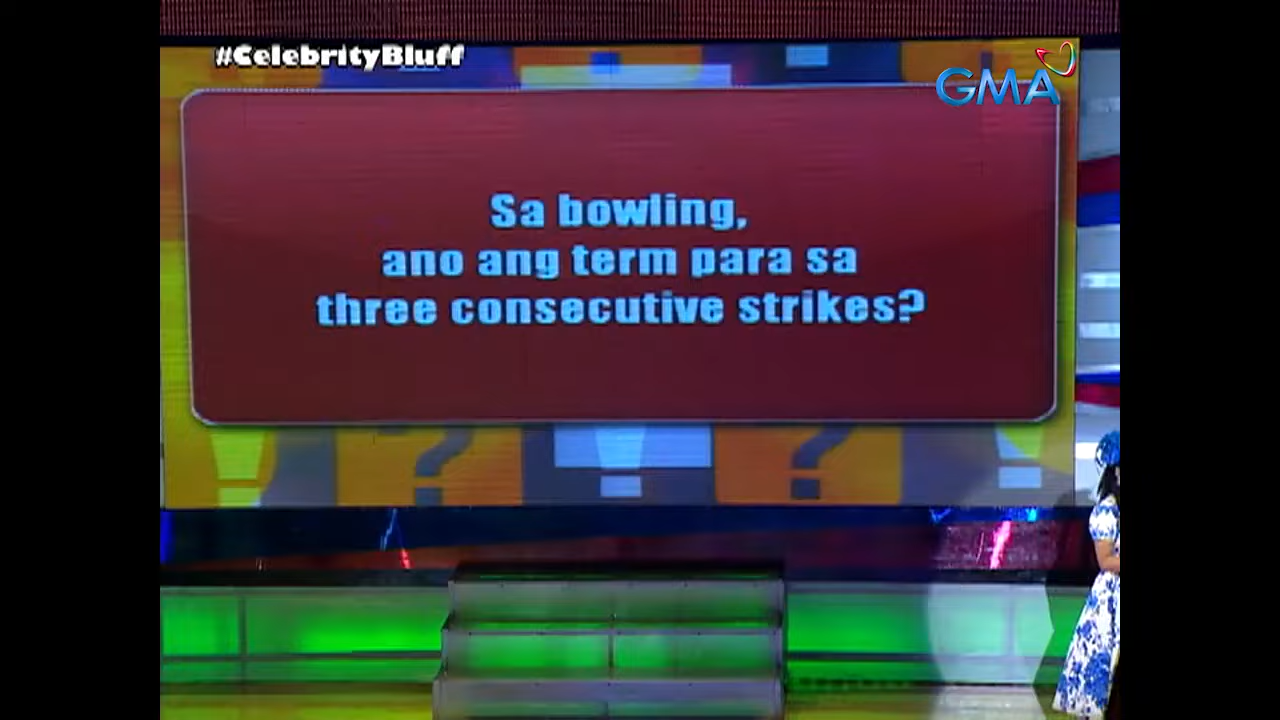 #CelebrityBluff
GMA
Sa bowling,
ano ang term para sa
three consecutive strikes?